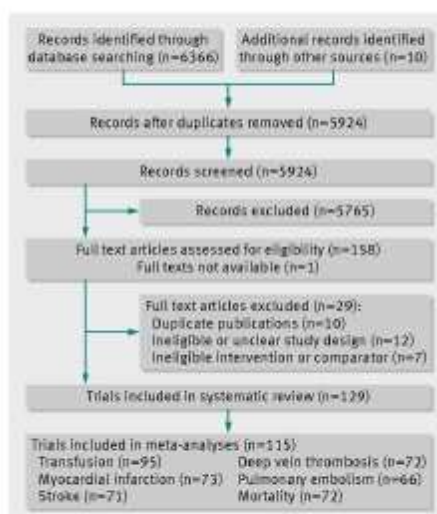 Records identified through
database searching (n=6366)
Additional records identified
through other sources (n=10)
Records after duplicates removed (n=5924)
Records screened (n=5924)
Records excluded (n=5765)
Full text articles assessed for eligibility (n=158)
Full texts not available (n=1)
Full text articles excluded (n=29):
Duplicate publications (n=10)
Ineligible or unclear study design (n=12)
Ineligible intervention or comparator (n=7)
Trials included in systematic review (n=129)
Trials included in meta-analyses (n=115)
Transfusion (n=95)
Myocardial infarction (n=73)
Stroke (n=71)
Deep vein thrombosis (n=72)
Pulmonary embolism (n=66)
Mortality (n=72)